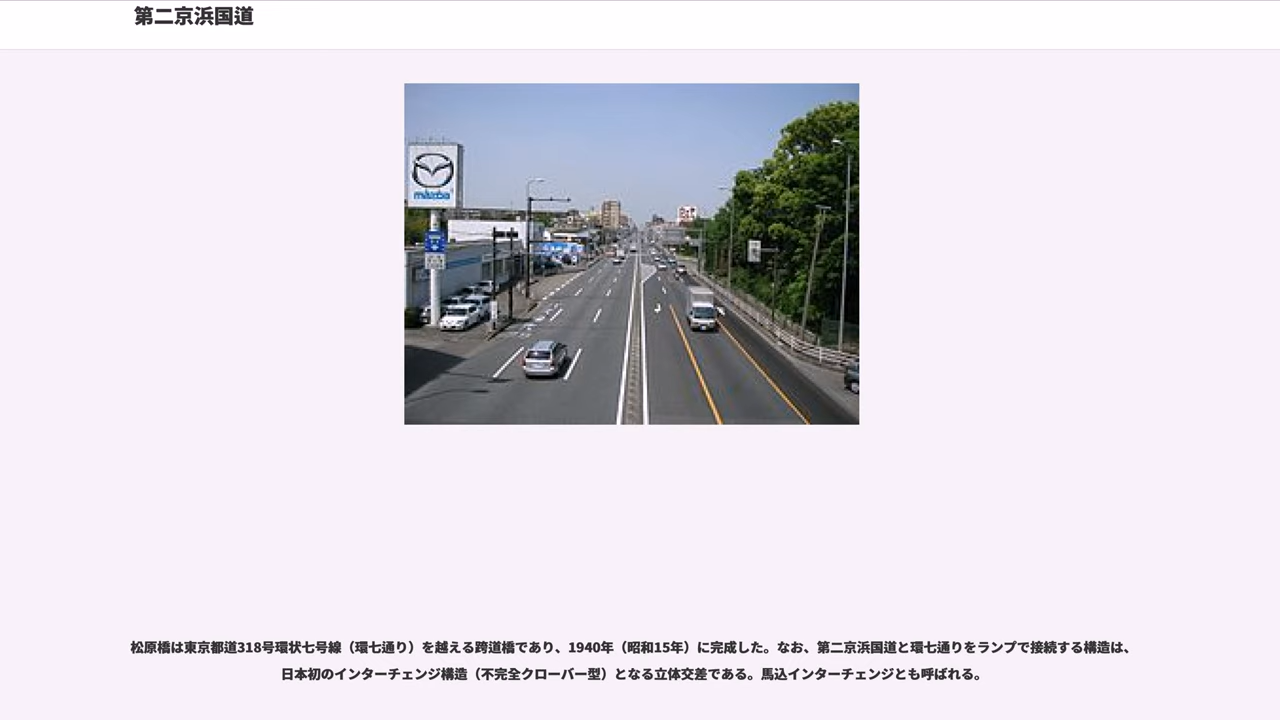 第二京浜国道
mazda
松原橋は東京都道318号環状七号線（環七通り）を越える跨道橋であり、1940年（昭和15年）に完成した。なお、第二京浜国道と環七通りをランプで接続する構造は、
日本初のインターチェンジ構造（不完全クローバー型）となる立体交差である。馬込インターチェンジとも呼ばれる。